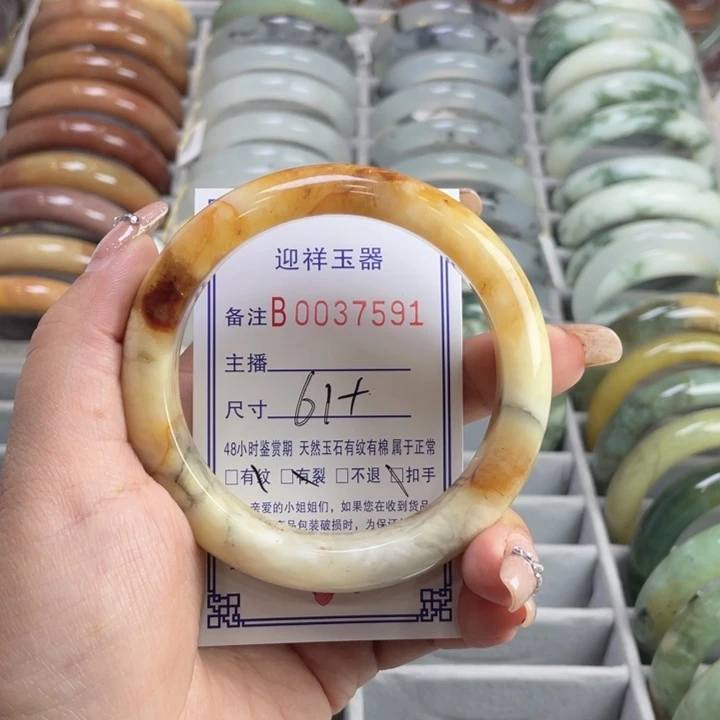 迎祥玉器
备注B0037591
主播
尺寸 61+
48小时鉴赏期 天然玉石有纹有棉 属于正常
□有纹 □有裂 □不退 □扣手
亲爱的小姐姐们，如果您在收到货品
品包装破损时，为保